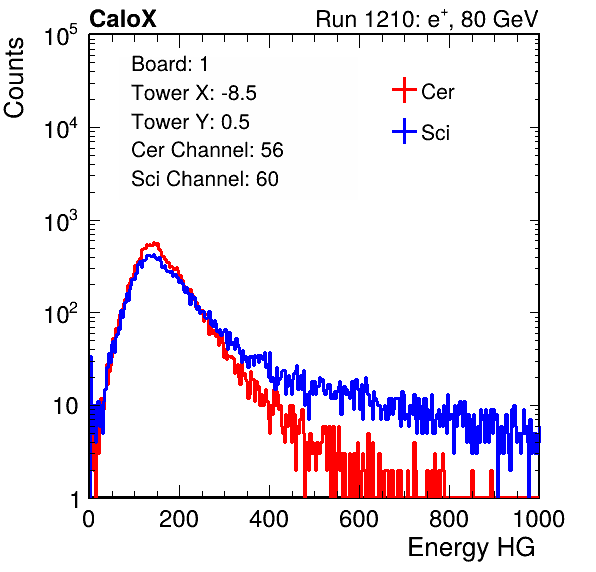 CaloX Run 1210: e⁺, 80 GeV
Counts
Board: 1
Tower X: -8.5
Tower Y: 0.5
Cer Channel: 56
Sci Channel: 60
Cer
Sci
10⁵
10⁴
10³
10²
10
1
0 200 400 600 800 1000
Energy HG